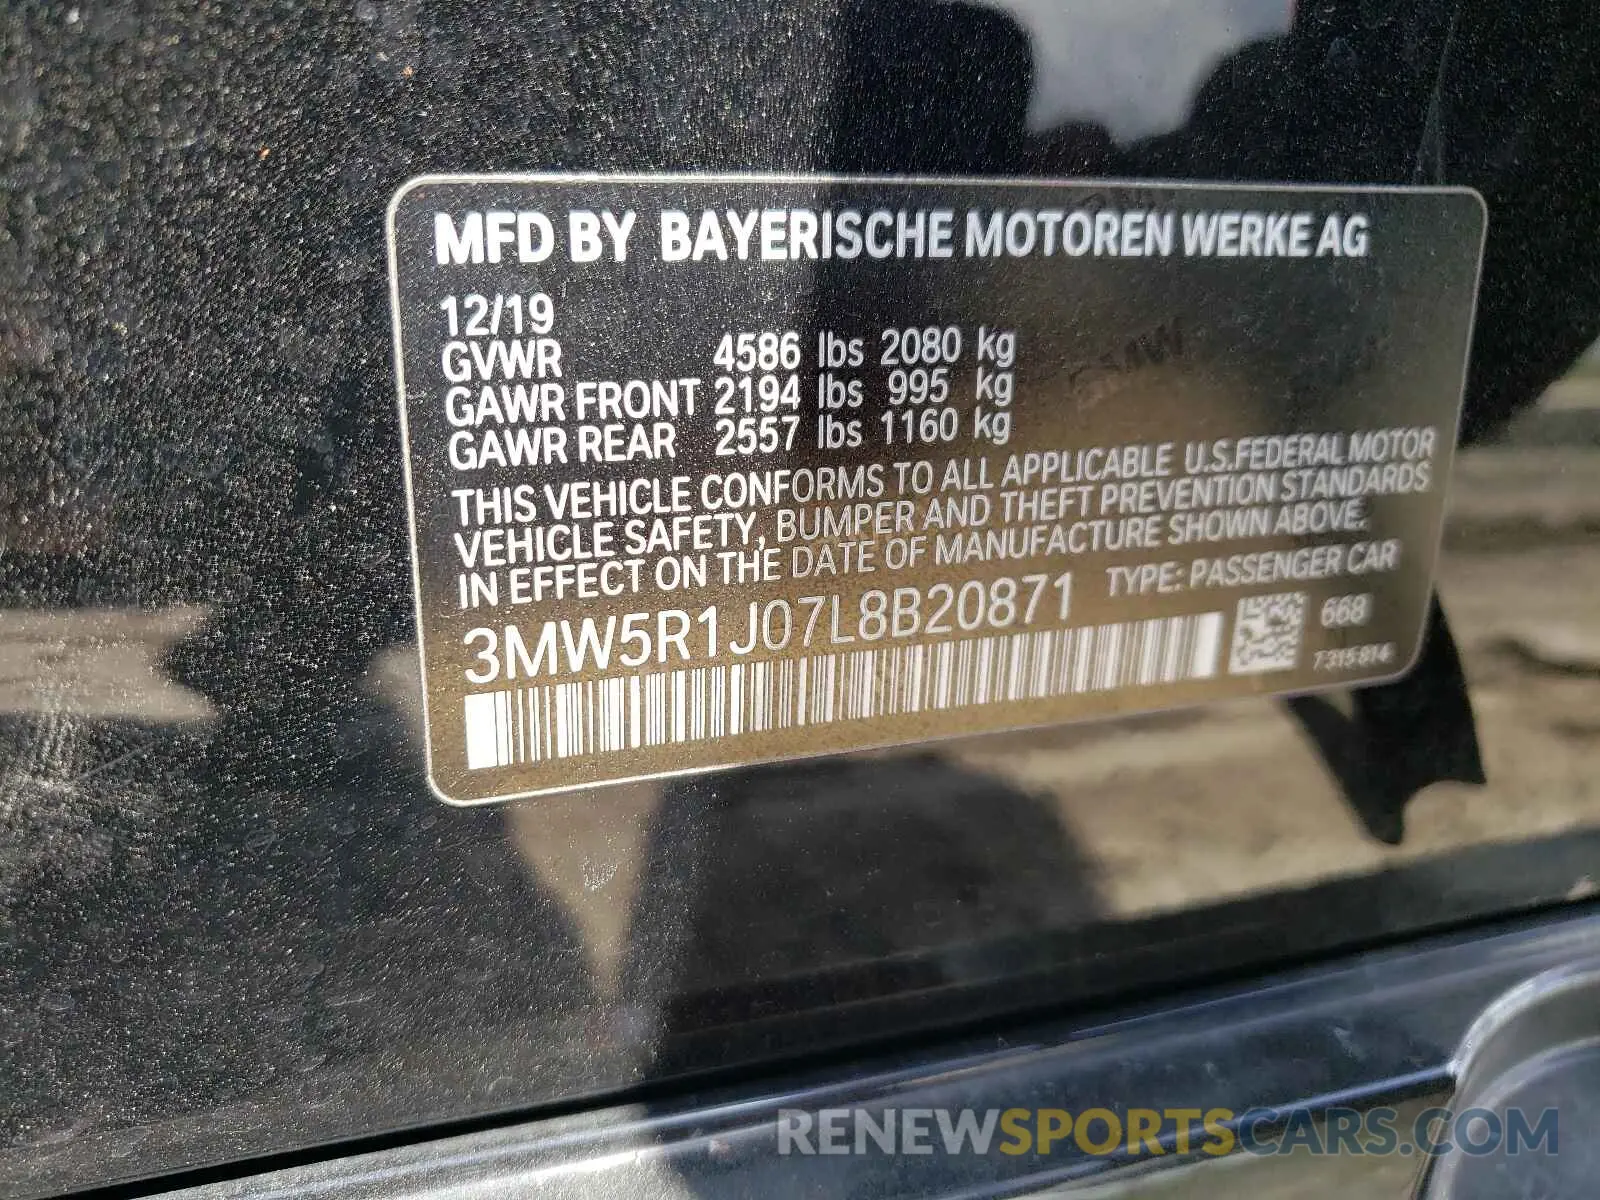 MFD BY BAYERISCHE MOTOREN WERKE AG
12/19
GVWR 4586 lbs 2080 kg
GAWR FRONT 2194 lbs 995 kg
GAWR REAR 2557 lbs 1160 kg
THIS VEHICLE CONFORMS TO ALL APPLICABLE U.S.FEDERAL MOTOR
VEHICLE SAFETY, BUMPER AND THEFT PREVENTION STANDARDS
IN EFFECT ON THE DATE OF MANUFACTURE SHOWN ABOVE.
3MW5R1J07L8B20871 TYPE: PASSENGER CAR
668
7315814
RENEWSPORTSCARS.COM